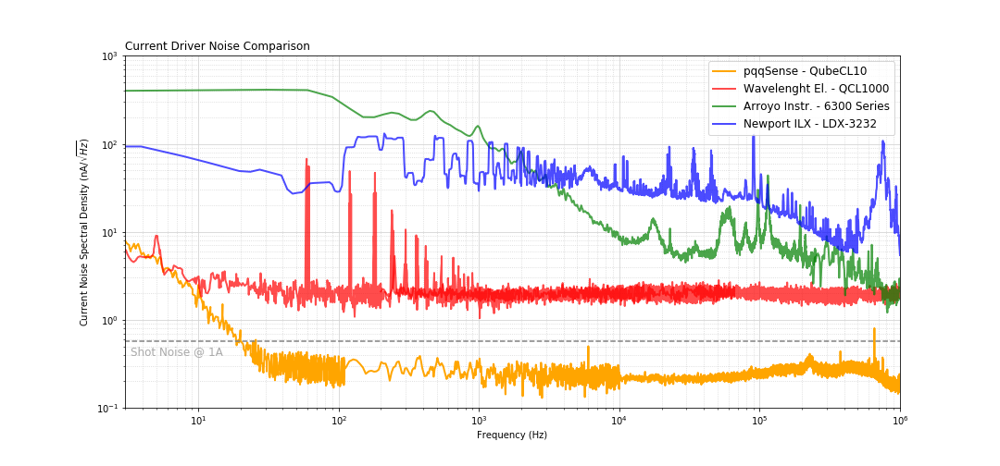 Current Driver Noise Comparison
pqqSense - QubeCL10
Wavelenght El. - QCL1000
Arroyo Instr. - 6300 Series
Newport ILX - LDX-3232
Current Noise Spectral Density (nA/√Hz)
10³
10²
10¹
10⁰
10⁻¹
Shot Noise @ 1A
10¹ 10² 10³ 10⁴ 10⁵ 10⁶
Frequency (Hz)